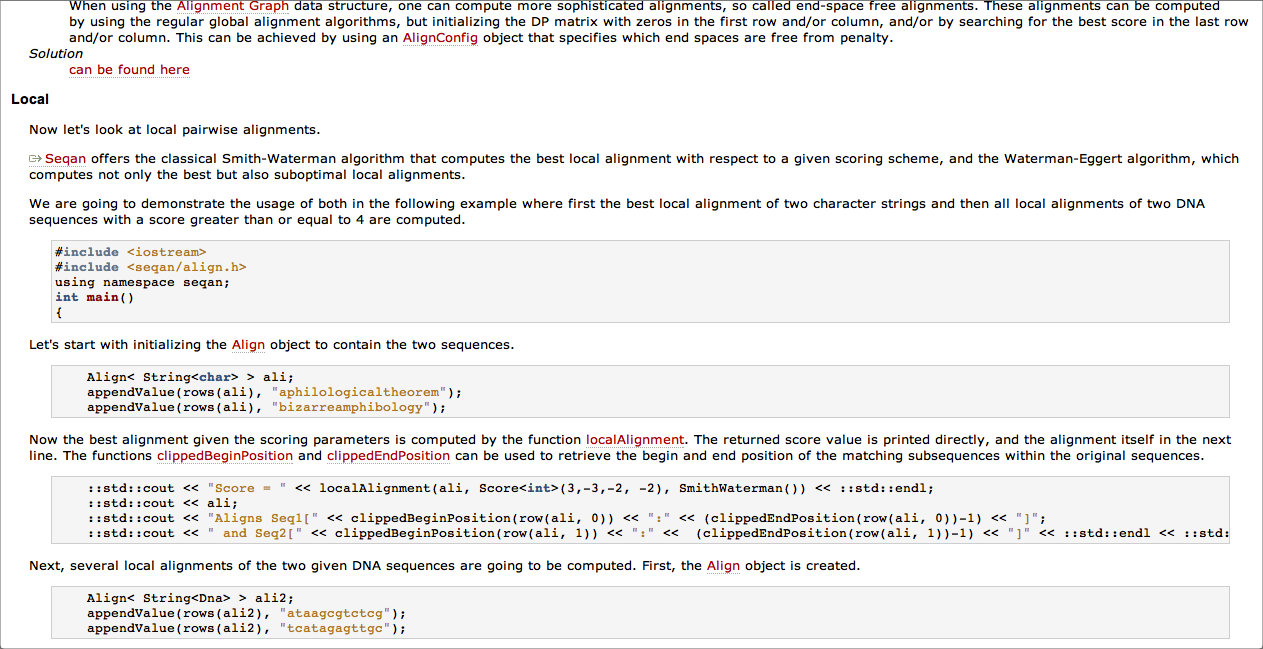 When using the Alignment Graph data structure, one can compute more sophisticated alignments, so called end-space free alignments. These alignments can be computed
by using the regular global alignment algorithms, but initializing the DP matrix with zeros in the first row and/or column, and/or by searching for the best score in the last row
and/or column. This can be achieved by using an AlignConfig object that specifies which end spaces are free from penalty.
Solution
can be found here
Local
Now let's look at local pairwise alignments.
Seqan offers the classical Smith-Waterman algorithm that computes the best local alignment with respect to a given scoring scheme, and the Waterman-Eggert algorithm, which
computes not only the best but also suboptimal local alignments.
We are going to demonstrate the usage of both in the following example where first the best local alignment of two character strings and then all local alignments of two DNA
sequences with a score greater than or equal to 4 are computed.
#include <iostream>
#include <seqan/align.h>
using namespace seqan;
int main()
{
Let's start with initializing the Align object to contain the two sequences.
Align< String<char> > ali;
appendValue(rows(ali), "aphilologicaltheorem");
appendValue(rows(ali), "bizarreamphibology");
Now the best alignment given the scoring parameters is computed by the function localAlignment. The returned score value is printed directly, and the alignment itself in the next
line. The functions clippedBeginPosition and clippedEndPosition can be used to retrieve the begin and end position of the matching subsequences within the original sequences.
::std::cout << "Score = " << localAlignment(ali, Score<int>(3,-3,-2, -2), SmithWaterman()) << ::std::endl;
::std::cout << ali;
::std::cout << "Aligns Seq1[" << clippedBeginPosition(row(ali, 0)) << ":" << (clippedEndPosition(row(ali, 0))-1) << "]";
::std::cout << " and Seq2[" << clippedBeginPosition(row(ali, 1)) << ":" << (clippedEndPosition(row(ali, 1))-1) << "]" << ::std::endl << ::std:
Next, several local alignments of the two given DNA sequences are going to be computed. First, the Align object is created.
Align< String<Dna> > ali2;
appendValue(rows(ali2), "ataagcgtctcg");
appendValue(rows(ali2), "tcatagagttgc");